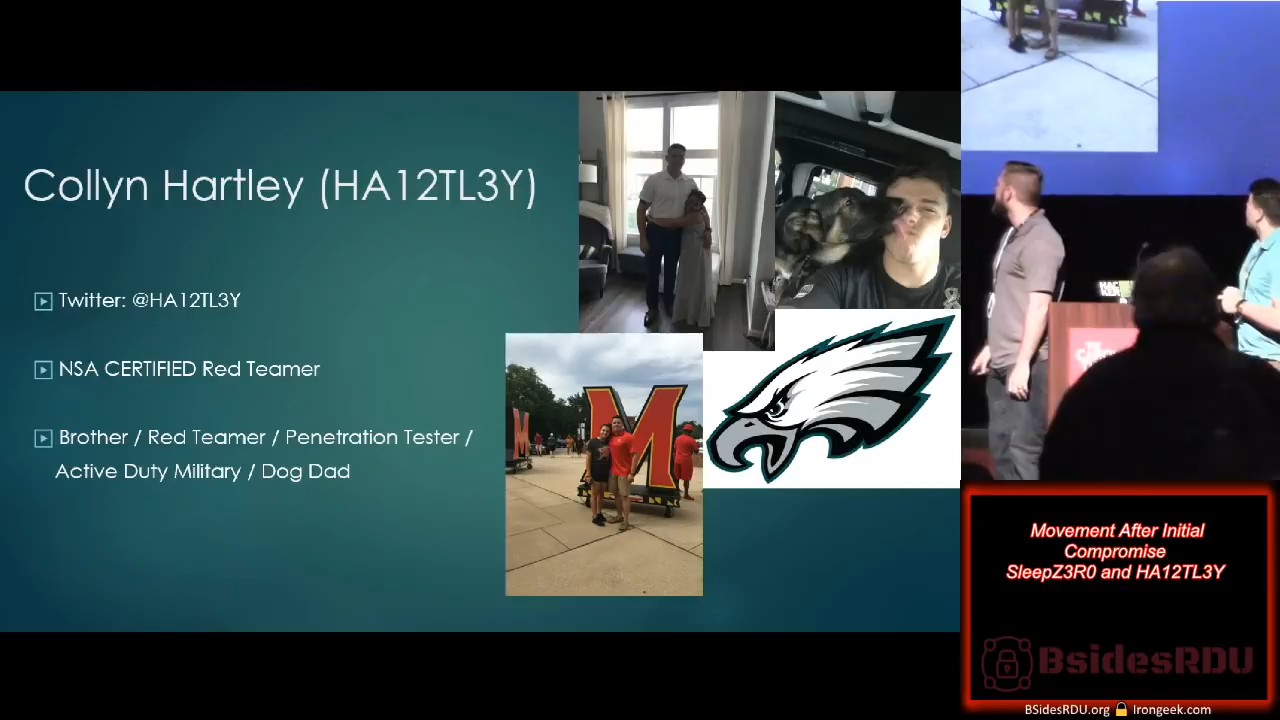 Collyn Hartley (HA12TL3Y)
Twitter: @HA12TL3Y
NSA CERTIFIED Red Teamer
Brother / Red Teamer / Penetration Tester /
Active Duty Military / Dog Dad
M
Movement After Initial
Compromise
SleepZ3R0 and HA12TL3Y
BsidesRDU
BSidesRDU.org 🔒 Irongeek.com